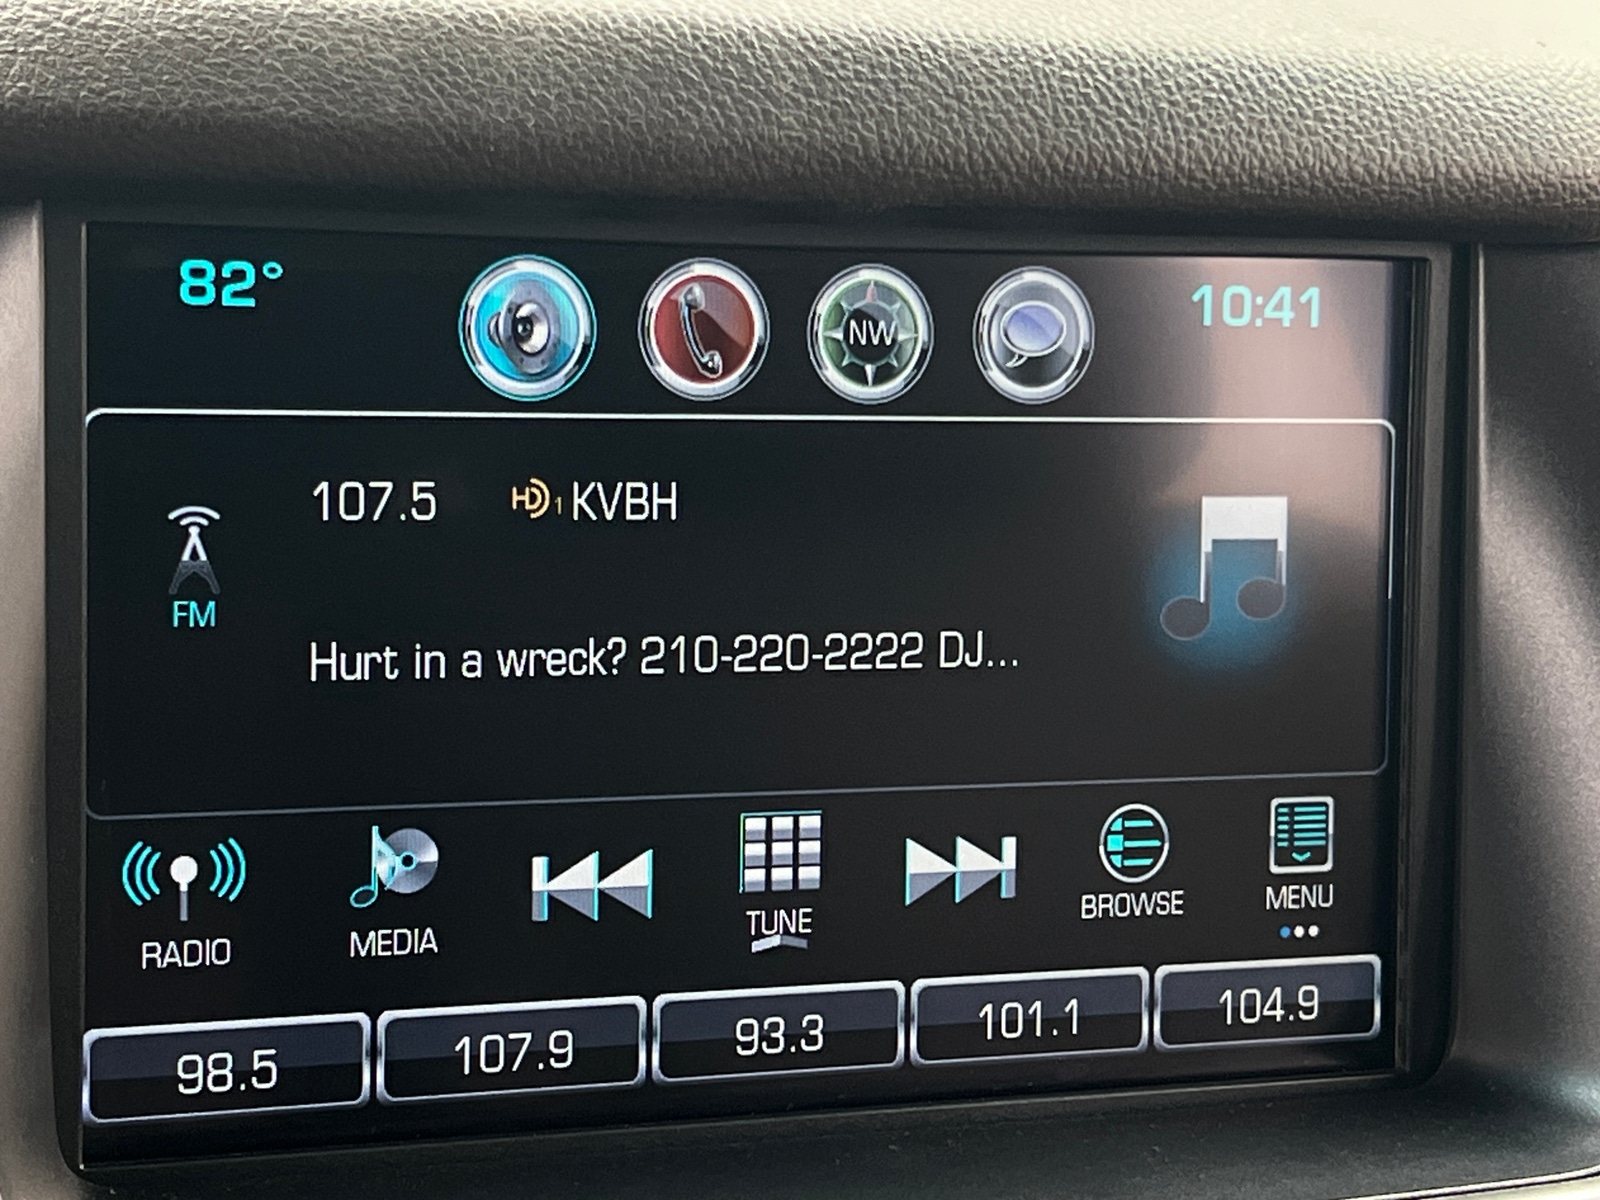 82° 10:41
NW
107.5 HD1 KVBH
FM
Hurt in a wreck? 210-220-2222 DJ...
RADIO MEDIA TUNE BROWSE MENU
98.5 107.9 93.3 101.1 104.9